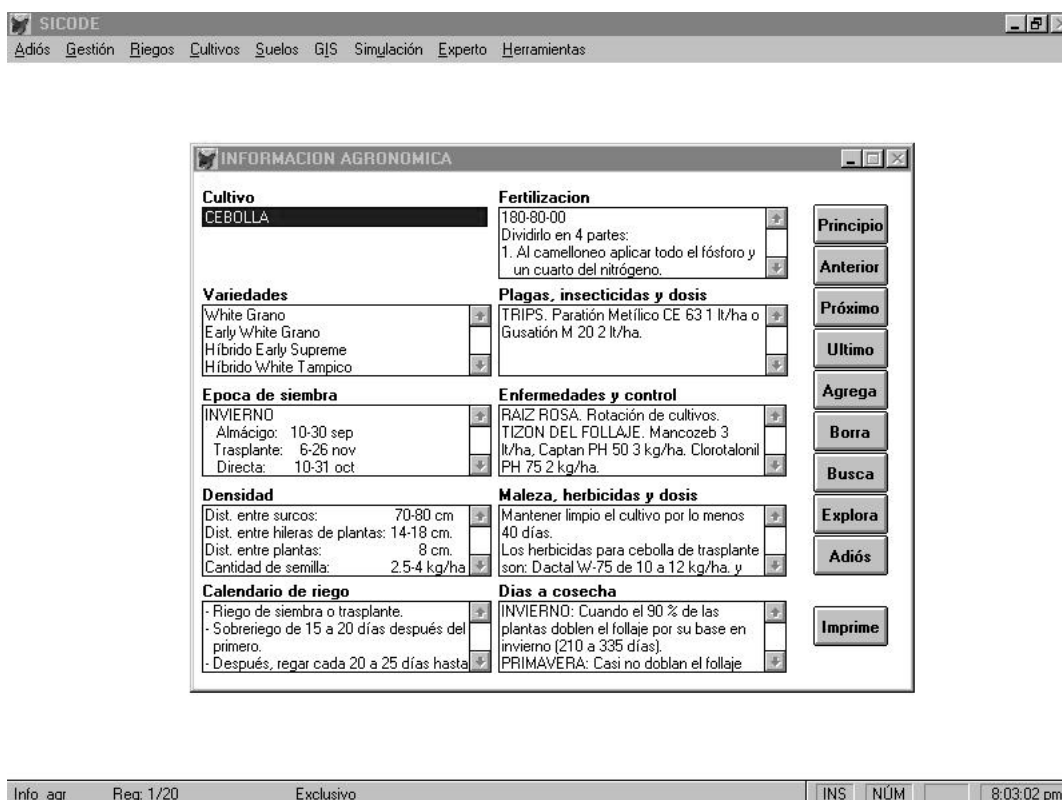 SICODE
Adiós Gestión Riegos Cultivos Suelos GIS Simulación Experto Herramientas
INFORMACION AGRONOMICA
Cultivo
CEBOLLA
Fertilizacion
180-80-00
Dividirlo en 4 partes:
1. Al camelloneo aplicar todo el fósforo y
un cuarto del nitrógeno.
Variedades
White Grano
Early White Grano
Híbrido Early Supreme
Híbrido White Tampico
Plagas, insecticidas y dosis
TRIPS. Paratión Metílico CE 63 1 lt/ha o
Gusatión M 20 2 lt/ha.
Epoca de siembra
INVIERNO
Almácigo: 10-30 sep
Trasplante: 6-26 nov
Directa: 10-31 oct
Enfermedades y control
RAIZ ROSA. Rotación de cultivos.
TIZON DEL FOLLAJE. Mancozeb 3
lt/ha, Captan PH 50 3 kg/ha. Clorotalonil
PH 75 2 kg/ha.
Densidad
Dist. entre surcos: 70-80 cm
Dist. entre hileras de plantas: 14-18 cm.
Dist. entre plantas: 8 cm.
Cantidad de semilla: 2.5-4 kg/ha
Maleza, herbicidas y dosis
Mantener limpio el cultivo por lo menos
40 días.
Los herbicidas para cebolla de trasplante
son: Dactal W-75 de 10 a 12 kg/ha. y
Calendario de riego
- Riego de siembra o trasplante.
- Sobreriego de 15 a 20 días después del
primero.
- Después, regar cada 20 a 25 días hasta
Dias a cosecha
INVIERNO: Cuando el 90 % de las
plantas doblen el follaje por su base en
invierno (210 a 335 días).
PRIMAVERA: Casi no doblan el follaje
Principio
Anterior
Próximo
Ultimo
Agrega
Borra
Busca
Explora
Adiós
Imprime
Info_agr Reg: 1/20 Exclusivo INS NÚM 8:03:02 pm